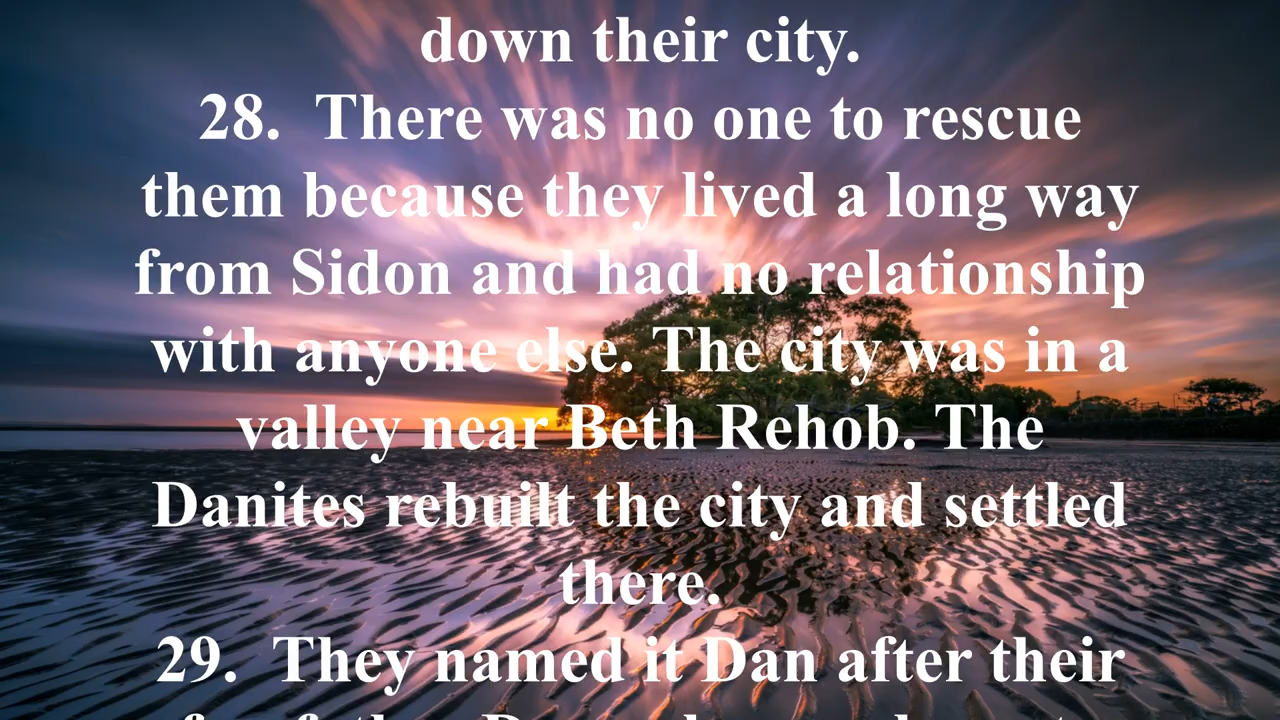 down their city.
28. There was no one to rescue
them because they lived a long way
from Sidon and had no relationship
with anyone else. The city was in a
valley near Beth Rehob. The
Danites rebuilt the city and settled
there.
29. They named it Dan after their